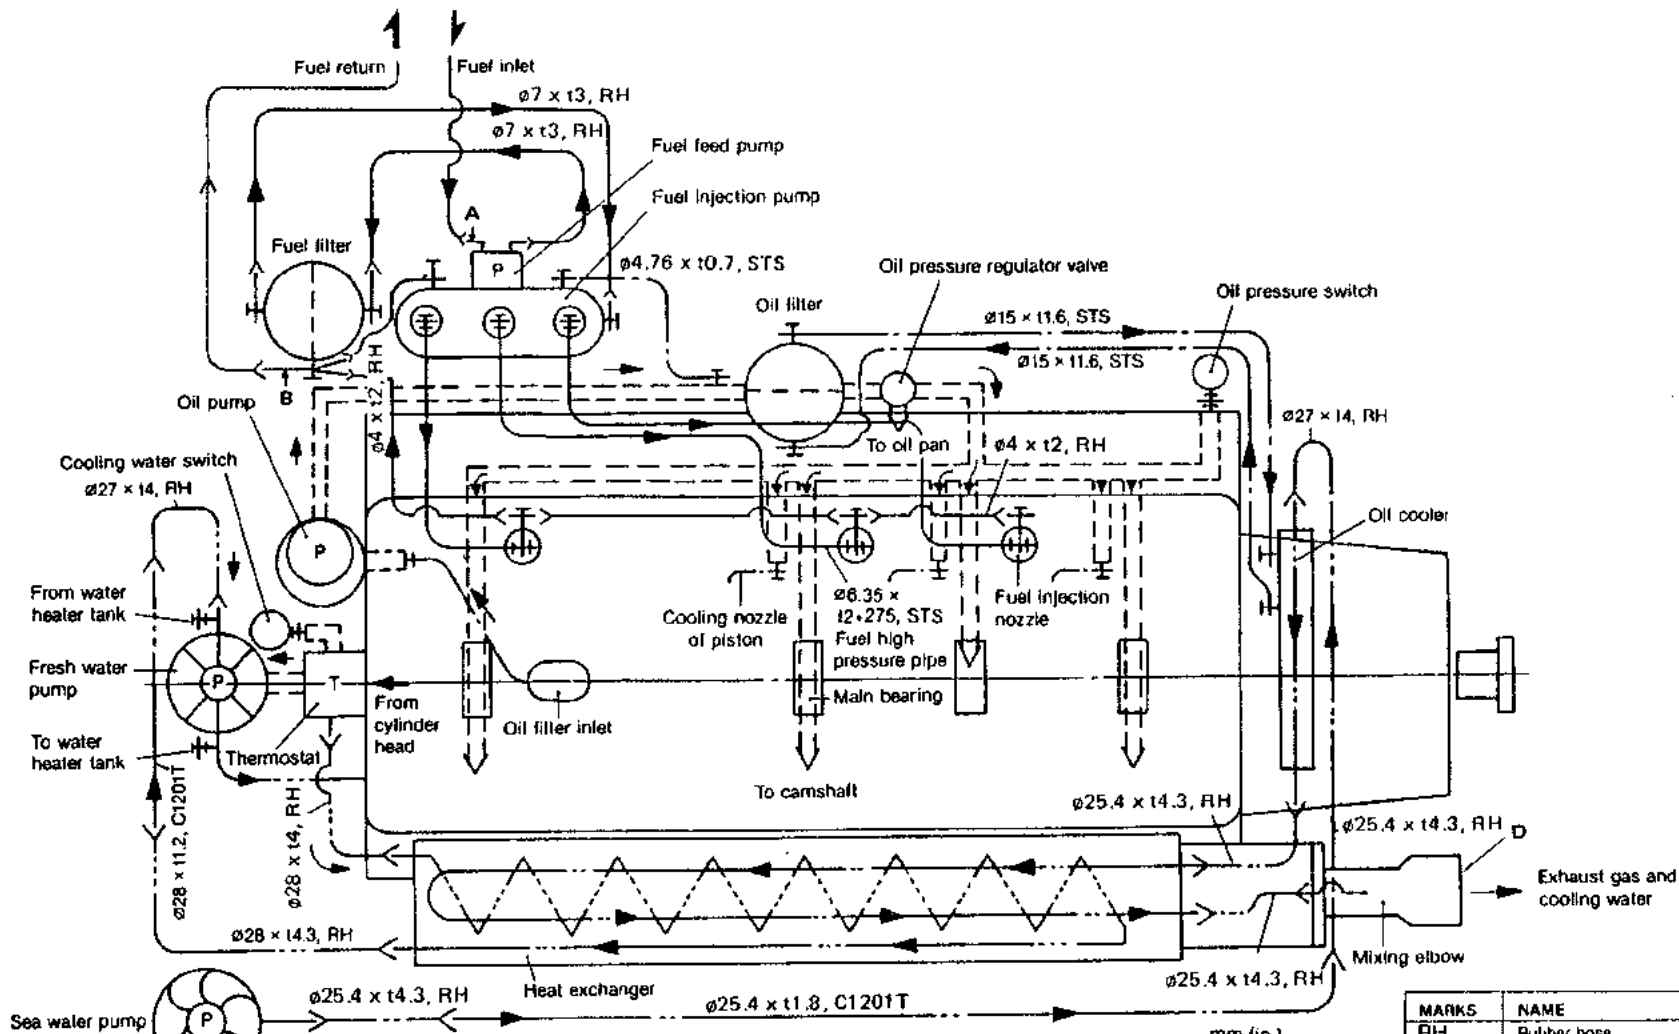 Fuel return
Fuel inlet
ø7 x t3, RH
ø7 x t3, RH
Fuel feed pump
Fuel Injection pump
A
P
Fuel filter
ø4.76 x t0.7, STS
Oil pressure regulator valve
Oil pressure switch
Oil filter
ø15 x t1.6, STS
ø15 x t1.6, STS
B
ø4 x t2, RH
Oil pump
ø27 x t4, RH
To oil pan
ø4 x t2, RH
Cooling water switch
ø27 x t4, RH
Oil cooler
P
From water
heater tank
Cooling nozzle
of piston
ø6.35 x
t2-275, STS
Fuel high
pressure pipe
Fuel injection
nozzle
Fresh water
pump
P
T
From
cylinder
head
Oil filler inlet
Main bearing
To water
heater tank
Thermostat
To camshaft
ø28 x t1.2, C1201T
ø28 x t4, RH
ø25.4 x t4.3, RH
ø25.4 x t4.3, RH
D
Exhaust gas and
cooling water
ø28 x t4.3, RH
Mixing elbow
ø25.4 x t4.3, RH
Heat exchanger
ø25.4 x t4.3, RH
ø25.4 x t1.8, C1201T
Sea water pump
P
mm (in.)
MARKS NAME
RH Rubber hose